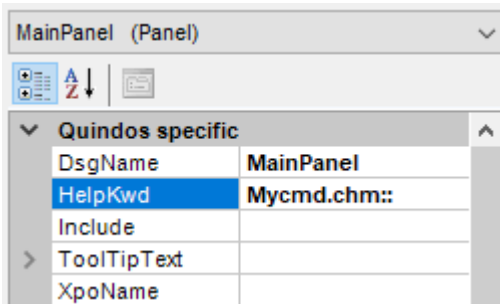 MainPanel (Panel)
Quindos specific
DsgName MainPanel
HelpKwd Mycmd.chm::
Include
ToolTipText
XpoName